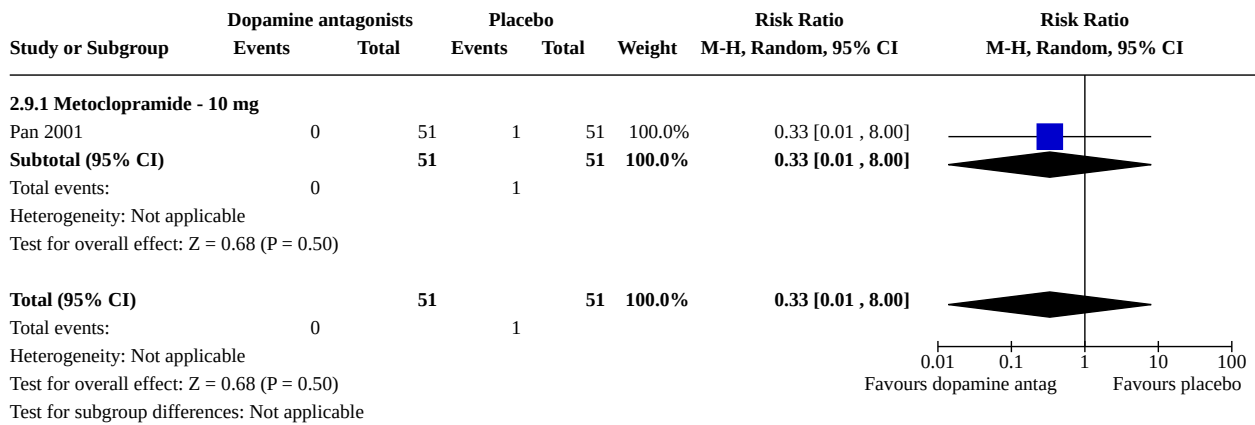 Dopamine antagonists Placebo Risk Ratio Risk Ratio
Study or Subgroup Events Total Events Total Weight M-H, Random, 95% CI M-H, Random, 95% CI
2.9.1 Metoclopramide - 10 mg
Pan 2001 0 51 1 51 100.0% 0.33 [0.01 , 8.00]
Subtotal (95% CI) 51 51 100.0% 0.33 [0.01 , 8.00]
Total events: 0 1
Heterogeneity: Not applicable
Test for overall effect: Z = 0.68 (P = 0.50)
Total (95% CI) 51 51 100.0% 0.33 [0.01 , 8.00]
Total events: 0 1
Heterogeneity: Not applicable
0.01 0.1 1 10 100
Test for overall effect: Z = 0.68 (P = 0.50) Favours dopamine antag Favours placebo
Test for subgroup differences: Not applicable